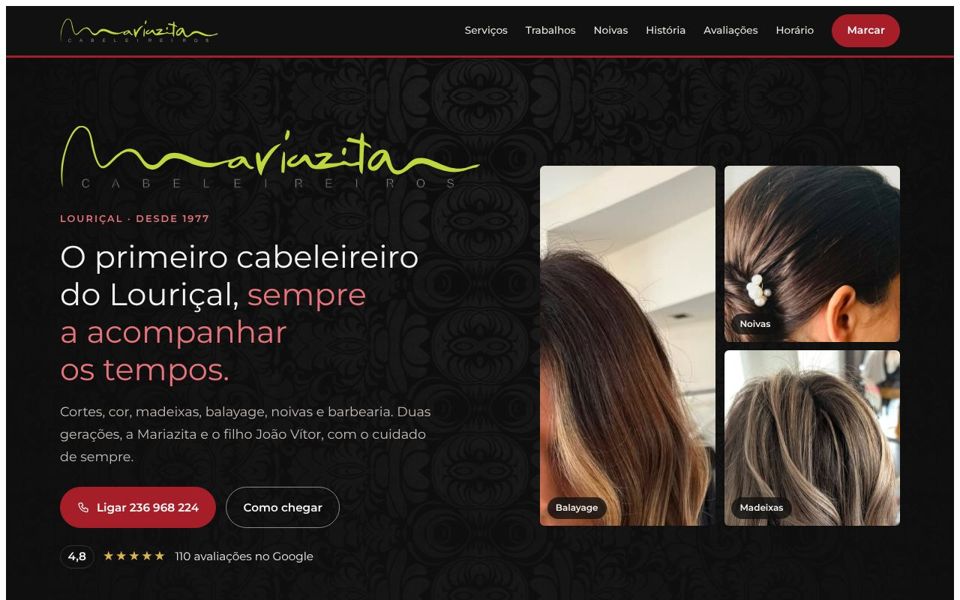 Mariazita
CABELEIREIROS
Serviços Trabalhos Noivas História Avaliações Horário Marcar
Mariazita
CABELEIREIROS
LOURIÇAL · DESDE 1977
O primeiro cabeleireiro
do Louriçal, sempre
a acompanhar
os tempos.
Cortes, cor, madeixas, balayage, noivas e barbearia. Duas
gerações, a Mariazita e o filho João Vítor, com o cuidado
de sempre.
Ligar 236 968 224 Como chegar
4,8 ★★★★★ 110 avaliações no Google
Balayage
Noivas
Madeixas